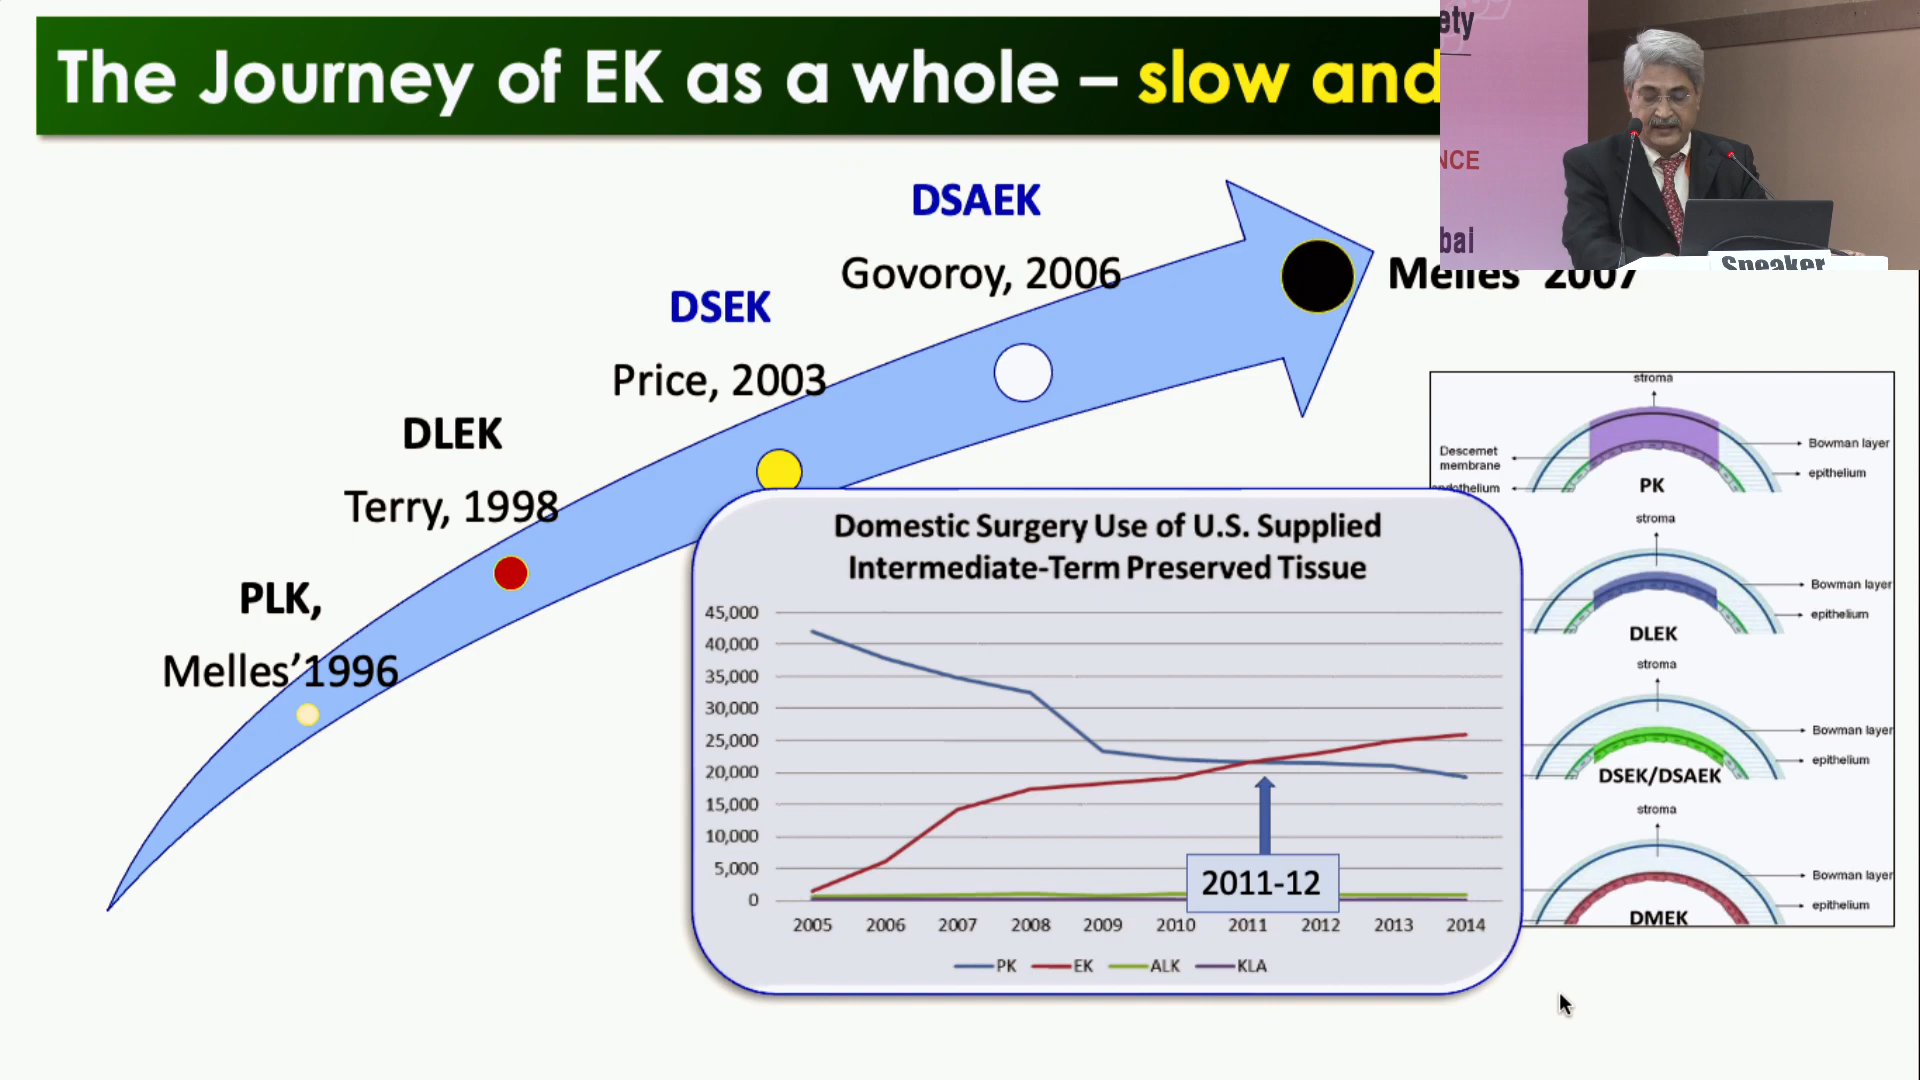 The Journey of EK as a whole – slow and
ety
NCE
bai
Speaker
DSAEK
Govoroy, 2006
Melles' 2007
DSEK
Price, 2003
DLEK
Terry, 1998
PLK,
Melles’1996
Domestic Surgery Use of U.S. Supplied
Intermediate-Term Preserved Tissue
45,000
40,000
35,000
30,000
25,000
20,000
15,000
10,000
5,000
0
2011-12
2005 2006 2007 2008 2009 2010 2011 2012 2013 2014
PK EK ALK KLA
stroma
Descemet
membrane
Bowman layer
epithelium
endothelium
PK
stroma
Bowman layer
epithelium
DLEK
stroma
Bowman layer
epithelium
DSEK/DSAEK
stroma
Bowman layer
epithelium
DMEK